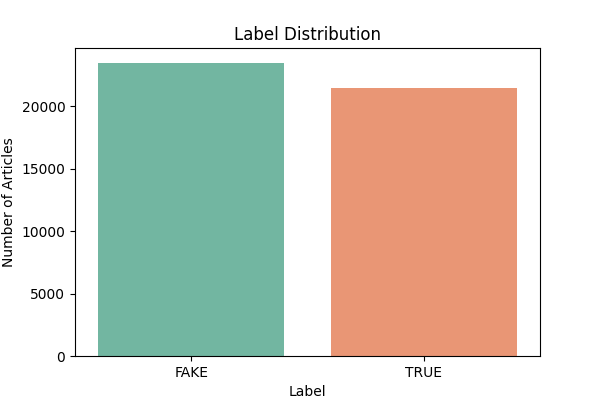 Label Distribution
Number of Articles
20000
15000
10000
5000
0
FAKE
TRUE
Label